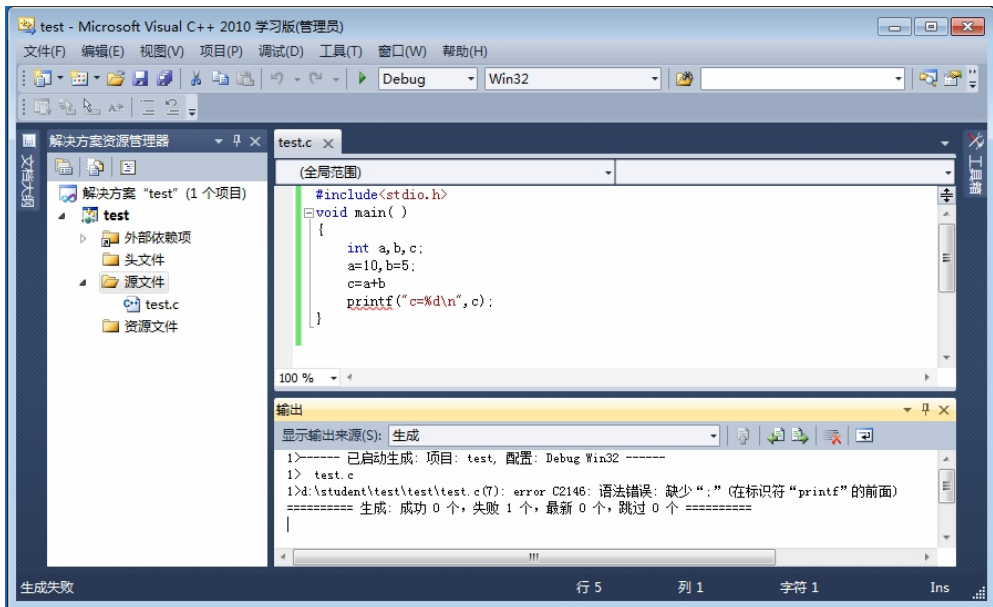 test - Microsoft Visual C++ 2010 学习版(管理员)
文件(F) 编辑(E) 视图(V) 项目(P) 调试(D) 工具(T) 窗口(W) 帮助(H)
Debug Win32
文档大纲
解决方案资源管理器
解决方案 "test" (1 个项目)
test
外部依赖项
头文件
源文件
test.c
资源文件
test.c
(全局范围)
#include<stdio.h>
void main( )
{
int a,b,c;
a=10,b=5;
c=a+b
printf("c=%d\n",c);
}
100 %
工具箱
输出
显示输出来源(S): 生成
1>------ 已启动生成: 项目: test, 配置: Debug Win32 ------
1> test.c
1>d:\student\test\test\test.c(7): error C2146: 语法错误: 缺少“;”(在标识符“printf”的前面)
========== 生成: 成功 0 个，失败 1 个，最新 0 个，跳过 0 个 ==========
生成失败 行 5 列 1 字符 1 Ins